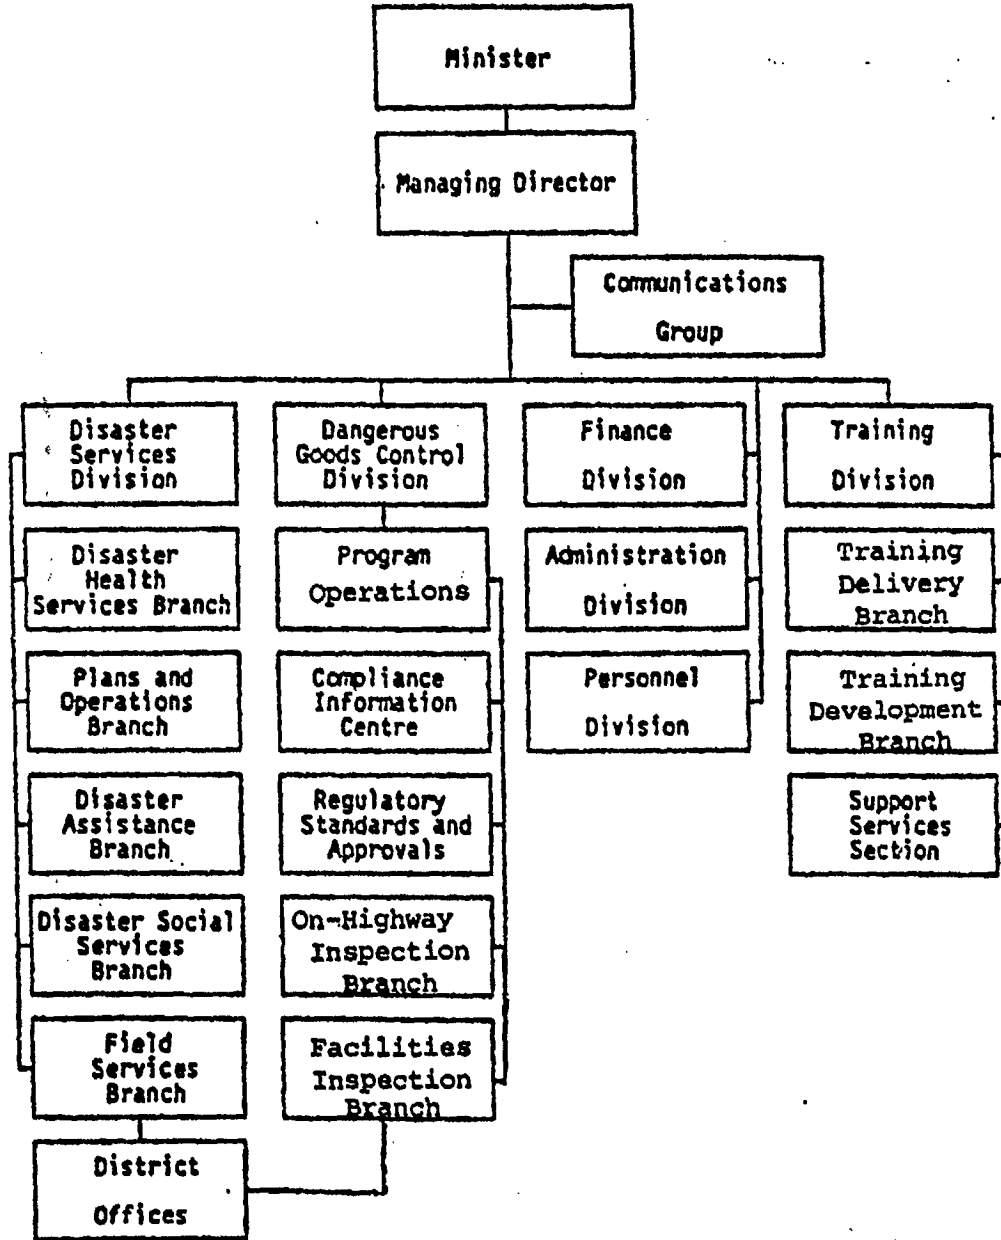 Minister
Managing Director
Communications
Group
Disaster
Services
Division
Dangerous
Goods Control
Division
Finance
Division
Training
Division
Disaster
Health
Services Branch
Program
Operations
Administration
Division
Training
Delivery
Branch
Plans and
Operations
Branch
Compliance
Information
Centre
Personnel
Division
Training
Development
Branch
Disaster
Assistance
Branch
Regulatory
Standards and
Approvals
Support
Services
Section
Disaster Social
Services
Branch
On-Highway
Inspection
Branch
Field
Services
Branch
Facilities
Inspection
Branch
District
Offices